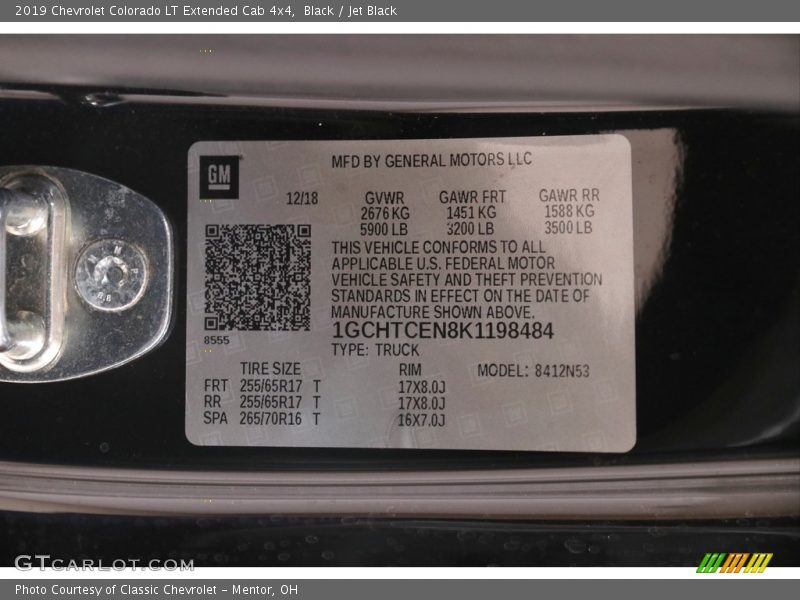 2019 Chevrolet Colorado LT Extended Cab 4x4,  Black / Jet Black
GM
MFD BY GENERAL MOTORS LLC
12/18 GVWR GAWR FRT GAWR RR
2676 KG 1451 KG 1588 KG
5900 LB 3200 LB 3500 LB
THIS VEHICLE CONFORMS TO ALL
APPLICABLE U.S. FEDERAL MOTOR
VEHICLE SAFETY AND THEFT PREVENTION
STANDARDS IN EFFECT ON THE DATE OF
MANUFACTURE SHOWN ABOVE.
1GCHTCEN8K1198484
8555
TYPE: TRUCK
TIRE SIZE RIM MODEL: 8412N53
FRT 255/65R17 T 17X8.0J
RR 255/65R17 T 17X8.0J
SPA 265/70R16 T 16X7.0J
GTCARLOT.COM
Photo Courtesy of Classic Chevrolet - Mentor, OH